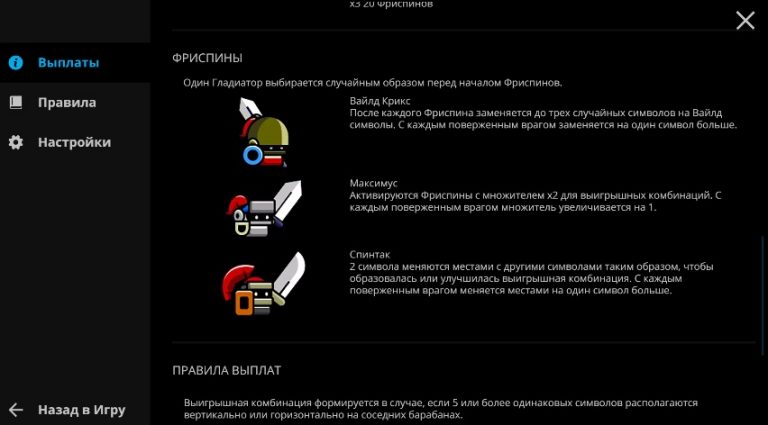 x3 20 Фриспинов
Выплаты
Правила
Настройки
Назад в Игру
ФРИСПИНЫ
Один Гладиатор выбирается случайным образом перед началом Фриспинов.
Вайлд Крикс
После каждого Фриспина заменяется до трех случайных символов на Вайлд
символы. С каждым поверженным врагом заменяется на один символ больше.
Максимус
Активируются Фриспины с множителем x2 для выигрышных комбинаций. С
каждым поверженным врагом множитель увеличивается на 1.
Спинтак
2 символа меняются местами с другими символами таким образом, чтобы
образовалась или улучшилась выигрышная комбинация. С каждым
поверженным врагом меняется местами на один символ больше.
ПРАВИЛА ВЫПЛАТ
Выигрышная комбинация формируется в случае, если 5 или более одинаковых символов располагаются
вертикально или горизонтально на соседних барабанах.